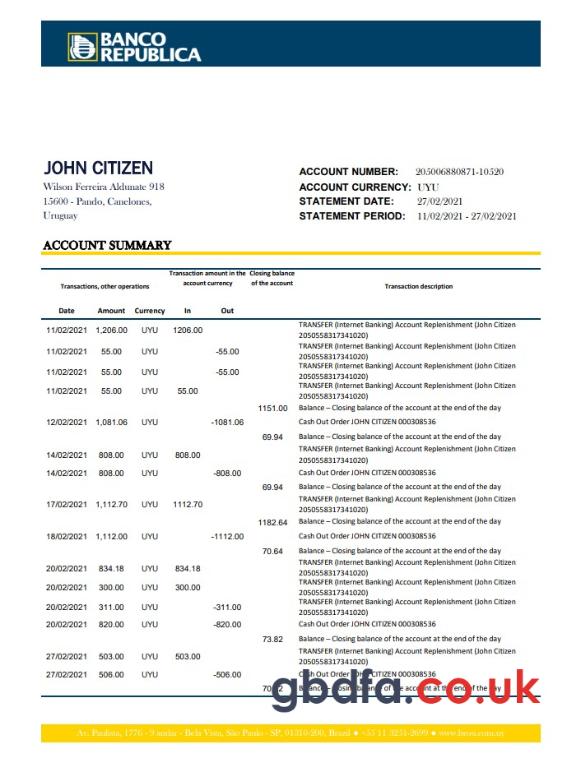 BANCO
REPUBLICA
JOHN CITIZEN
Wilson Ferreira Aldunate 918
15600 - Pando, Canelones,
Uruguay
ACCOUNT NUMBER: 205006880871-10520
ACCOUNT CURRENCY: UYU
STATEMENT DATE: 27/02/2021
STATEMENT PERIOD: 11/02/2021 - 27/02/2021
ACCOUNT SUMMARY
Transactions, other operations Transaction amount in the account currency Closing balance of the account Transaction description
Date Amount Currency In Out
11/02/2021 1,206.00 UYU 1206.00 TRANSFER (Internet Banking) Account Replenishment (John Citizen
2050558317341020)
11/02/2021 55.00 UYU -55.00 TRANSFER (Internet Banking) Account Replenishment (John Citizen
2050558317341020)
11/02/2021 55.00 UYU -55.00 TRANSFER (Internet Banking) Account Replenishment (John Citizen
2050558317341020)
11/02/2021 55.00 UYU 55.00 TRANSFER (Internet Banking) Account Replenishment (John Citizen
2050558317341020)
1151.00 Balance – Closing balance of the account at the end of the day
12/02/2021 1,081.06 UYU -1081.06 Cash Out Order JOHN CITIZEN 000308536
69.94 Balance – Closing balance of the account at the end of the day
14/02/2021 808.00 UYU 808.00 TRANSFER (Internet Banking) Account Replenishment (John Citizen
2050558317341020)
14/02/2021 808.00 UYU -808.00 Cash Out Order JOHN CITIZEN 000308536
69.94 Balance – Closing balance of the account at the end of the day
17/02/2021 1,112.70 UYU 1112.70 TRANSFER (Internet Banking) Account Replenishment (John Citizen
2050558317341020)
1182.64 Balance – Closing balance of the account at the end of the day
18/02/2021 1,112.00 UYU -1112.00 Cash Out Order JOHN CITIZEN 000308536
70.64 Balance – Closing balance of the account at the end of the day
20/02/2021 834.18 UYU 834.18 TRANSFER (Internet Banking) Account Replenishment (John Citizen
2050558317341020)
20/02/2021 300.00 UYU 300.00 TRANSFER (Internet Banking) Account Replenishment (John Citizen
2050558317341020)
20/02/2021 311.00 UYU -311.00 TRANSFER (Internet Banking) Account Replenishment (John Citizen
2050558317341020)
20/02/2021 820.00 UYU -820.00 Cash Out Order JOHN CITIZEN 000308536
73.82 Balance – Closing balance of the account at the end of the day
27/02/2021 503.00 UYU 503.00 TRANSFER (Internet Banking) Account Replenishment (John Citizen
2050558317341020)
27/02/2021 506.00 UYU -506.00 Cash Out Order JOHN CITIZEN 000308536
Balance – Closing balance of the account at the end of the day
gbdfa.co.uk
Av. Paulista, 1776 - 9 andar - Bela Vista, São Paulo - SP, 01310-200, Brazil ● +55 11 3251-2699 ● www.brou.com.uy